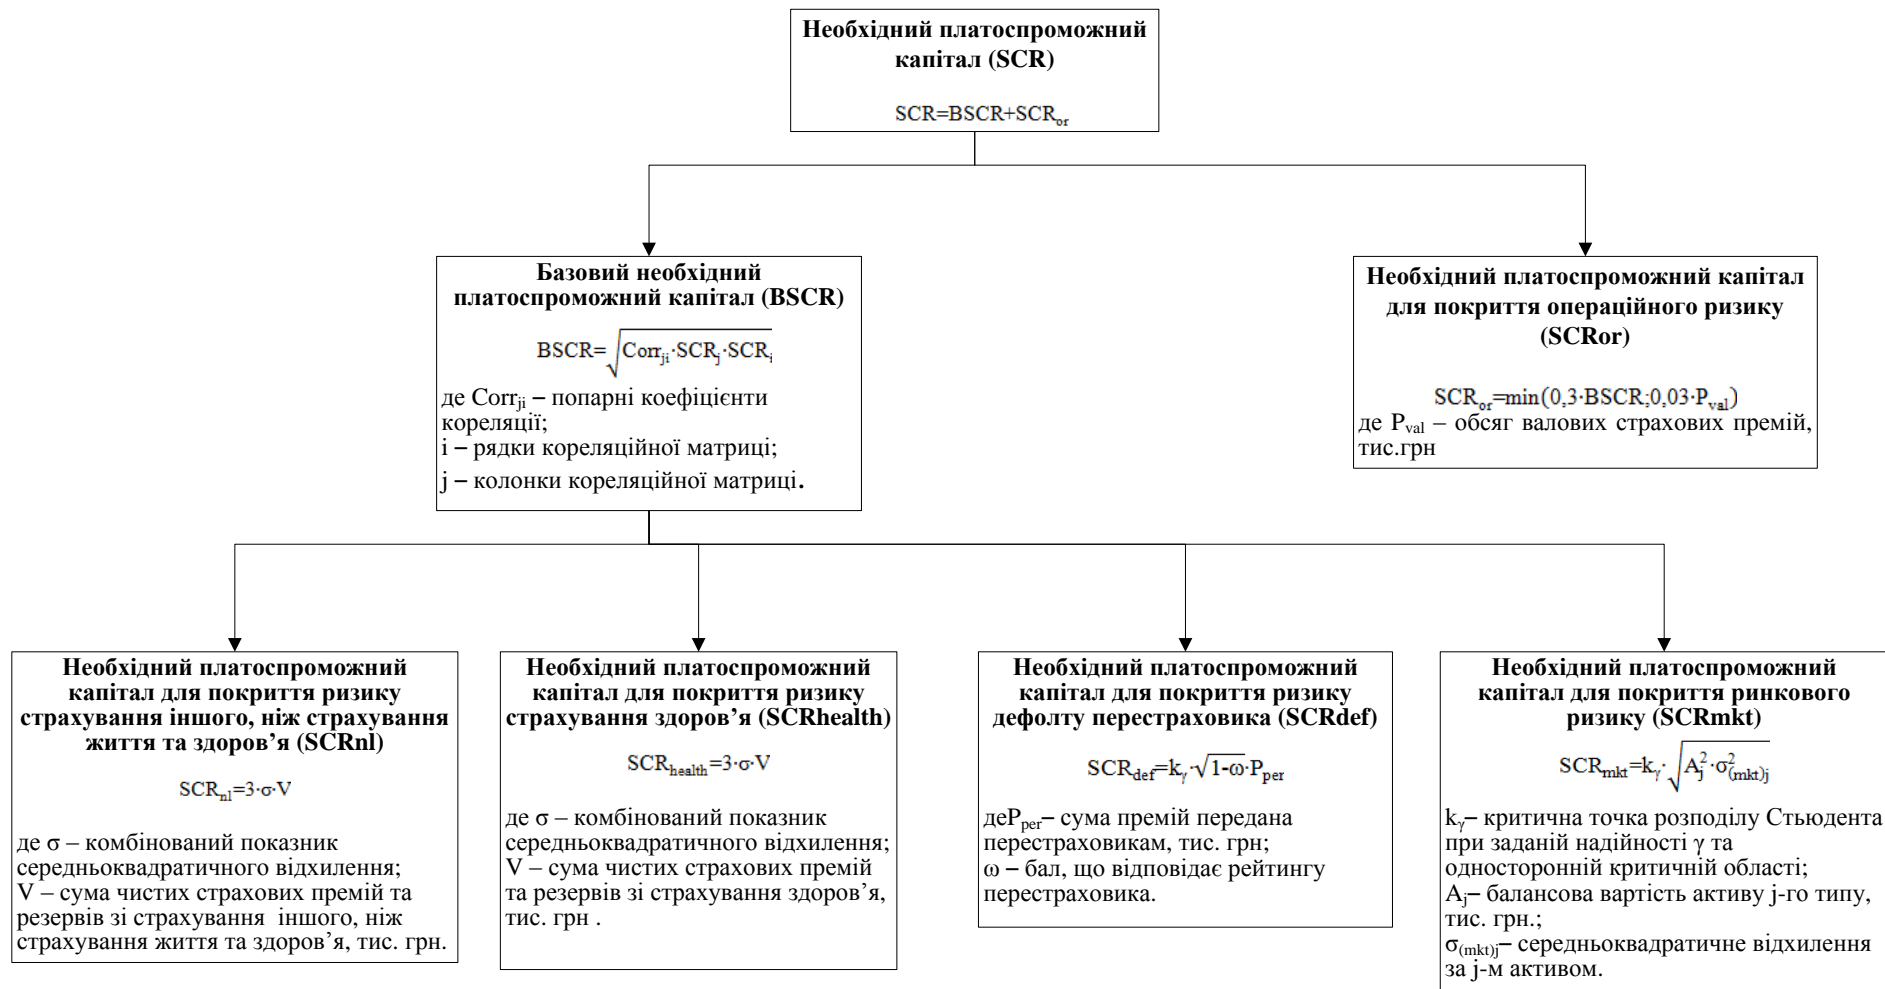 Необхідний платоспроможний
капітал (SCR)
SCR=BSCR+SCRor
Базовий необхідний
платоспроможний капітал (BSCR)
BSCR=√Corrji·SCRj·SCRi
де Corrji – попарні коефіцієнти
кореляції;
і – рядки кореляційної матриці;
j – колонки кореляційної матриці.
Необхідний платоспроможний капітал
для покриття операційного ризику
(SCRor)
SCRor=min(0,3·BSCR;0,03·Pval)
де Pval – обсяг валових страхових премій,
тис.грн
Необхідний платоспроможний
капітал для покриття ризику
страхування іншого, ніж страхування
життя та здоров’я (SCRnl)
SCRnl=3·σ·V
де σ – комбінований показник
середньоквадратичного відхилення;
V – сума чистих страхових премій та
резервів зі страхування іншого, ніж
страхування життя та здоров’я, тис. грн.
Необхідний платоспроможний
капітал для покриття ризику
страхування здоров’я (SCRhealth)
SCRhealth=3·σ·V
де σ – комбінований показник
середньоквадратичного відхилення;
V – сума чистих страхових премій
та резервів зі страхування здоров’я,
тис. грн .
Необхідний платоспроможний
капітал для покриття ризику
дефолту перестраховика (SCRdef)
SCRdef=kγ·√1-ω·Pper
деPper– сума премій передана
перестраховикам, тис. грн;
ω – бал, що відповідає рейтингу
перестраховика.
Необхідний платоспроможний
капітал для покриття ринкового
ризику (SCRmkt)
SCRmkt=kγ·√Aj²·σ²(mkt)j
kγ– критична точка розподілу Стьюдента
при заданій надійності γ та
односторонній критичній області;
Aj– балансова вартість активу j-го типу,
тис. грн.;
σ(mkt)j– середньоквадратичне відхилення
за j-м активом.